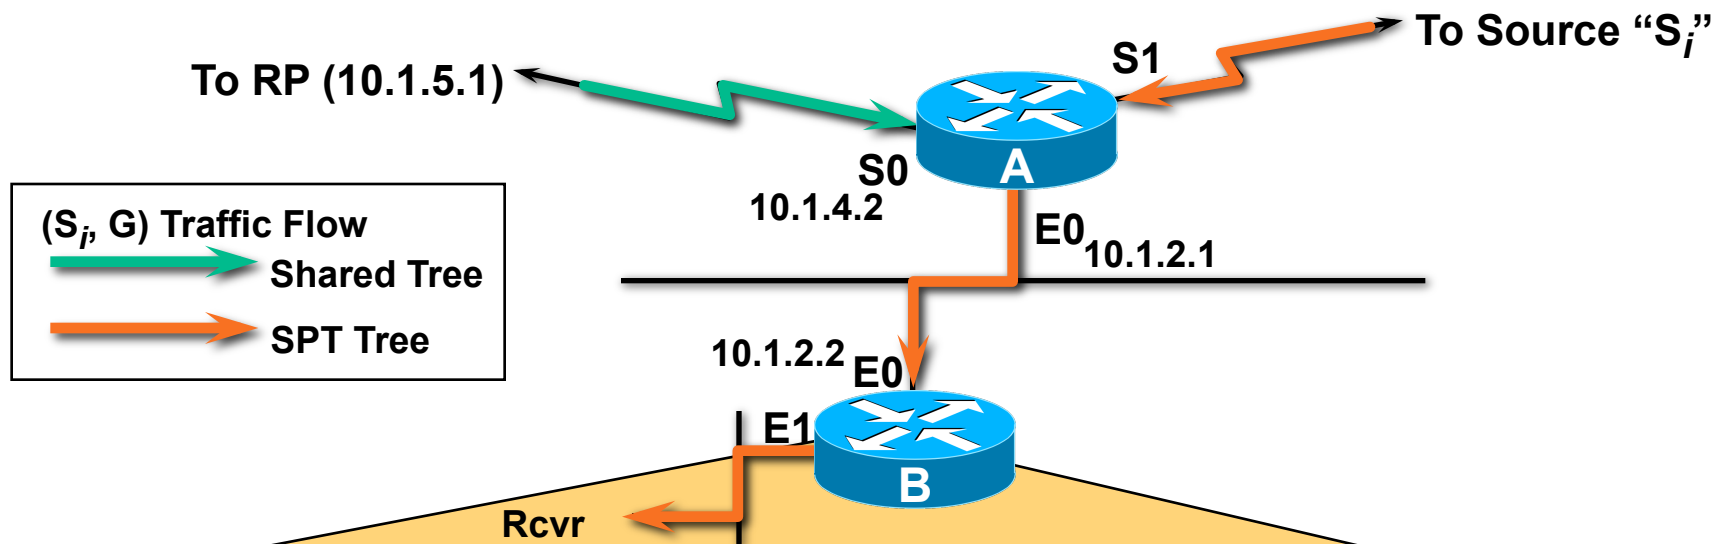 To Source “Si”
S1
To RP (10.1.5.1)
A
S0
10.1.4.2
(Si, G) Traffic Flow
Shared Tree
SPT Tree
E0
10.1.2.1
10.1.2.2
E0
E1
B
Rcvr